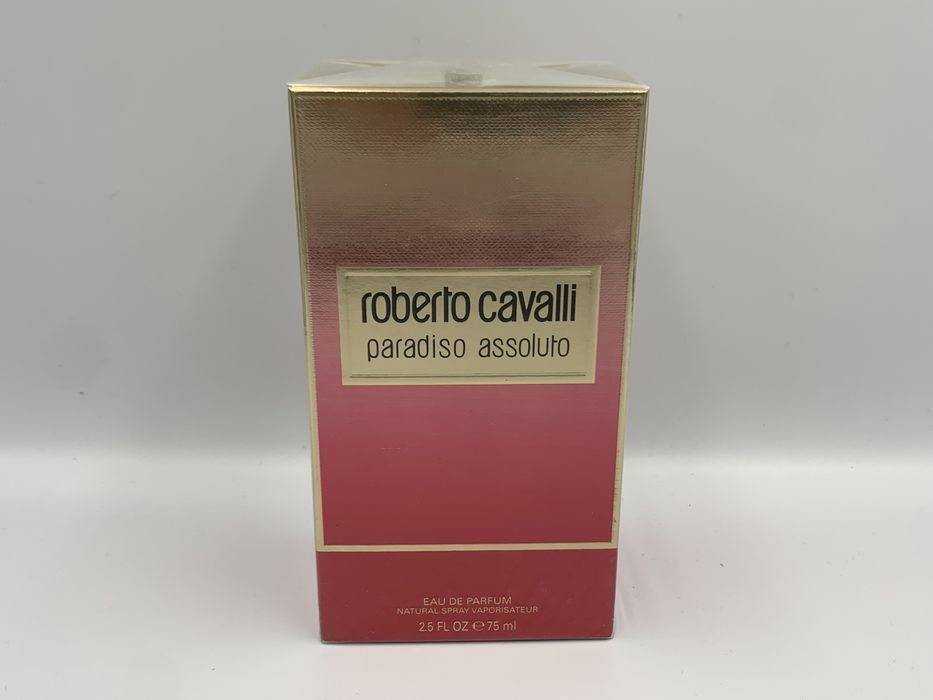 roberto cavalli
paradiso assoluto
EAU DE PARFUM
NATURAL SPRAY VAPORISATEUR
2.5 FL OZ ℮ 75 ml